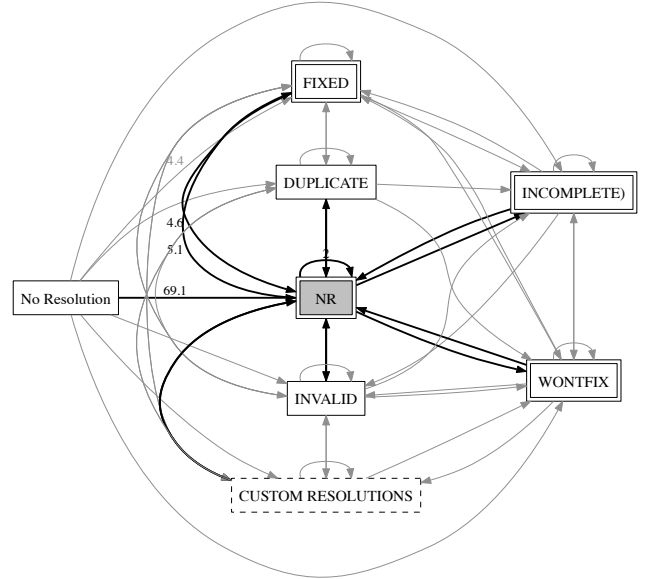 FIXED
4.4
DUPLICATE
INCOMPLETE)
4.6
5.1
2
No Resolution
69.1
NR
WONTFIX
INVALID
CUSTOM RESOLUTIONS